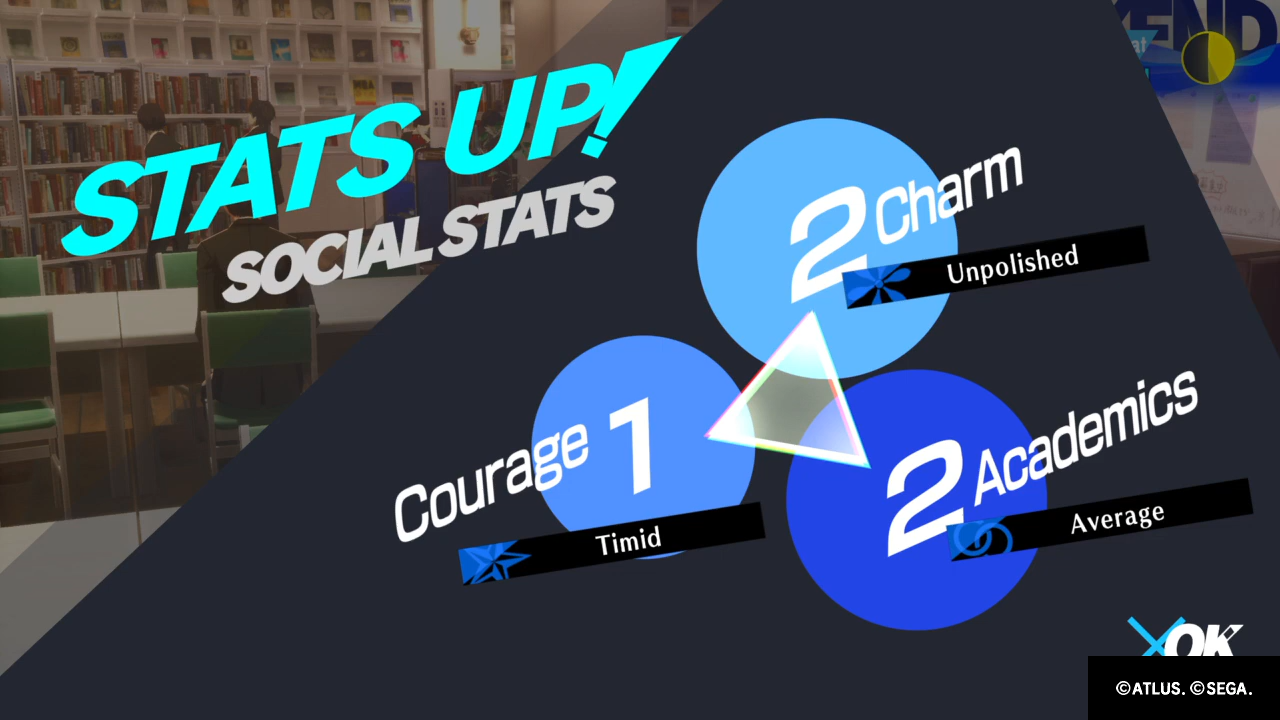 STATS UP!
SOCIAL STATS
2 Charm
Unpolished
Courage 1
Timid
2 Academics
Average
OK
©ATLUS. ©SEGA.